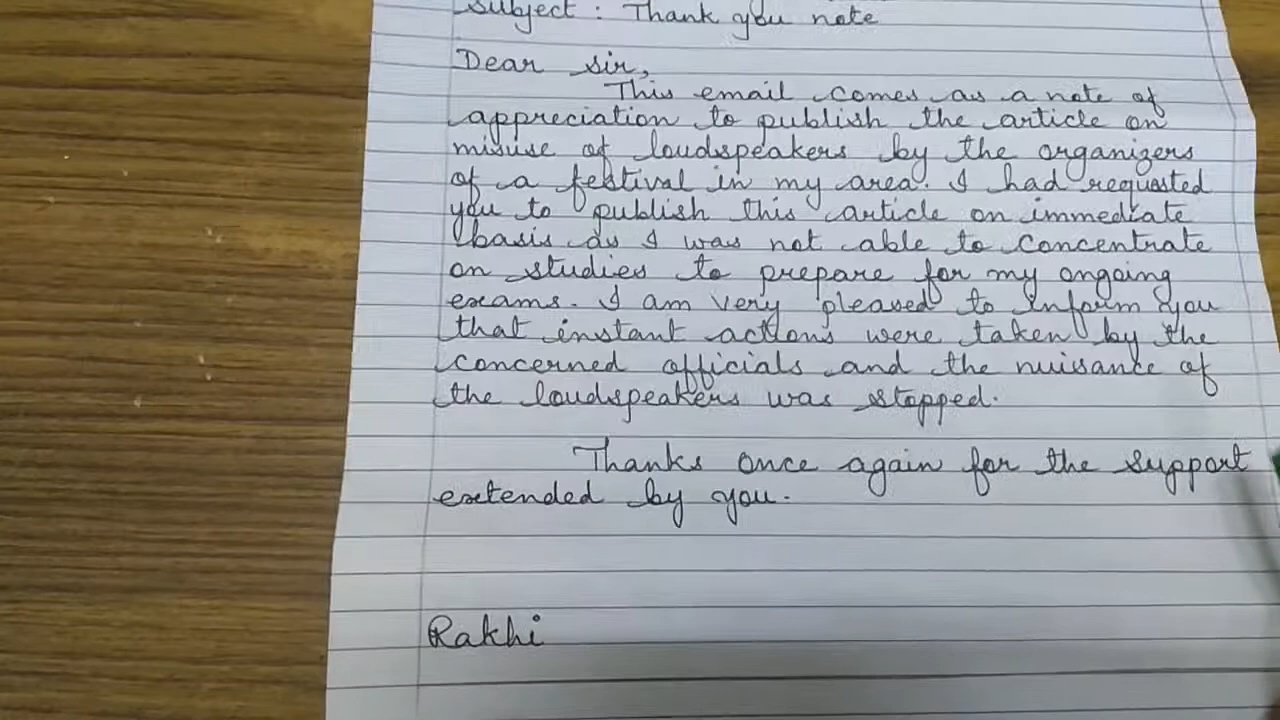 Subject : Thank you note
Dear sir,
This email comes as a note of
appreciation to publish the article on
misuse of loudspeakers by the organizers
of a festival in my area. I had requested
you to publish this article on immediate
basis as I was not able to concentrate
on studies to prepare for my ongoing
exams. I am very pleased to inform you
that instant actions were taken by the
concerned officials and the nuisance of
the loudspeakers was stopped.
Thanks once again for the support
extended by you.
Rakhi